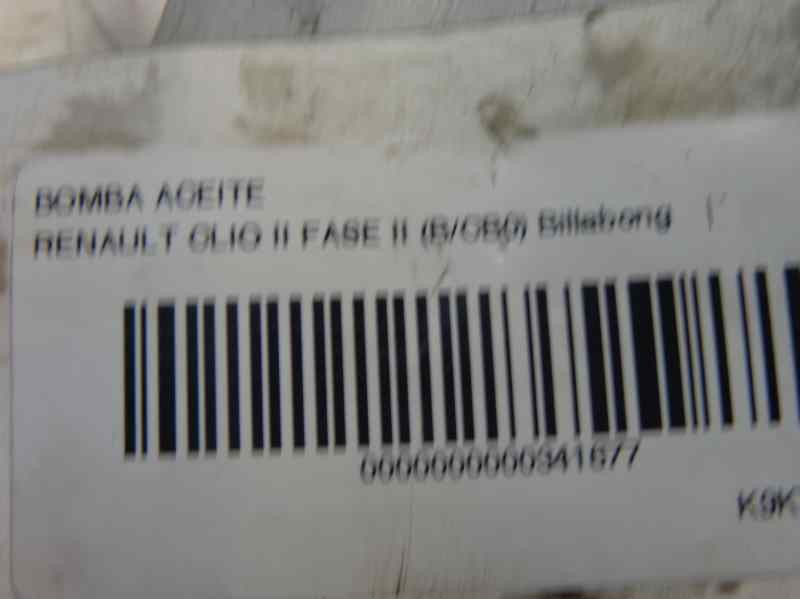 BOMBA ACEITE
RENAULT CLIO II FASE II (B/CB0) Billabong
0000000000341677
K9K